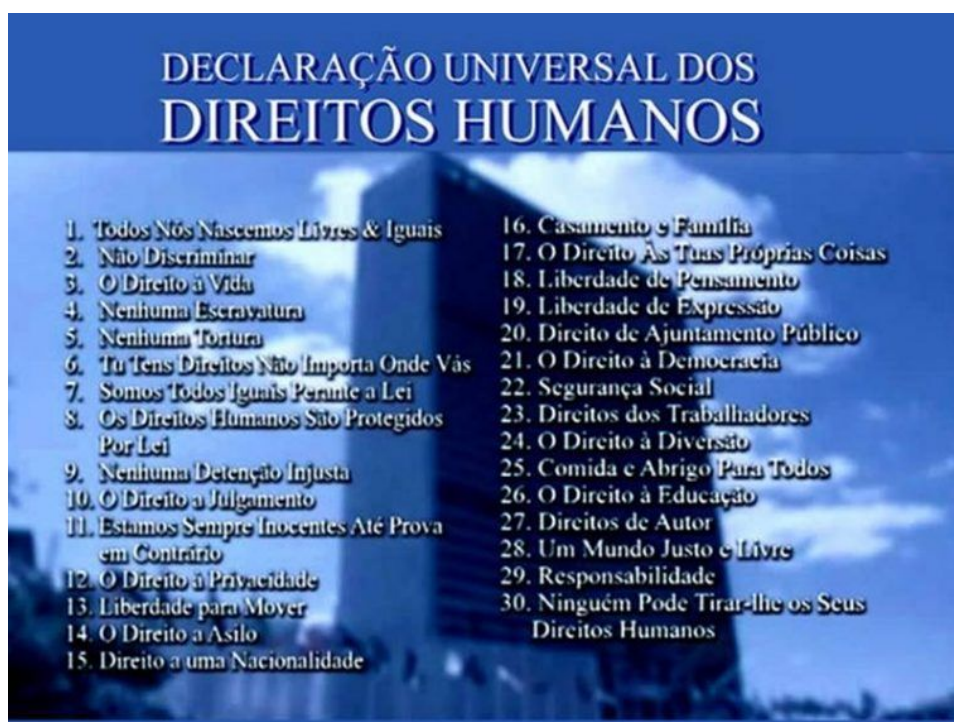 DECLARAÇÃO UNIVERSAL DOS
DIREITOS HUMANOS
1. Todos Nós Nascemos Livres & Iguais
2. Não Discriminar
3. O Direito à Vida
4. Nenhuma Escravatura
5. Nenhuma Tortura
6. Tu Tens Direitos Não Importa Onde Vás
7. Somos Todos Iguais Perante a Lei
8. Os Direitos Humanos São Protegidos
Por Lei
9. Nenhuma Detenção Injusta
10. O Direito a Julgamento
11. Estamos Sempre Inocentes Até Prova
em Contrário
12. O Direito à Privacidade
13. Liberdade para Mover
14. O Direito a Asilo
15. Direito a uma Nacionalidade
16. Casamento e Família
17. O Direito Às Tuas Próprias Coisas
18. Liberdade de Pensamento
19. Liberdade de Expressão
20. Direito de Ajuntamento Público
21. O Direito à Democracia
22. Segurança Social
23. Direitos dos Trabalhadores
24. O Direito à Diversão
25. Comida e Abrigo Para Todos
26. O Direito à Educação
27. Direitos de Autor
28. Um Mundo Justo e Livre
29. Responsabilidade
30. Ninguém Pode Tirar-lhe os Seus
Direitos Humanos